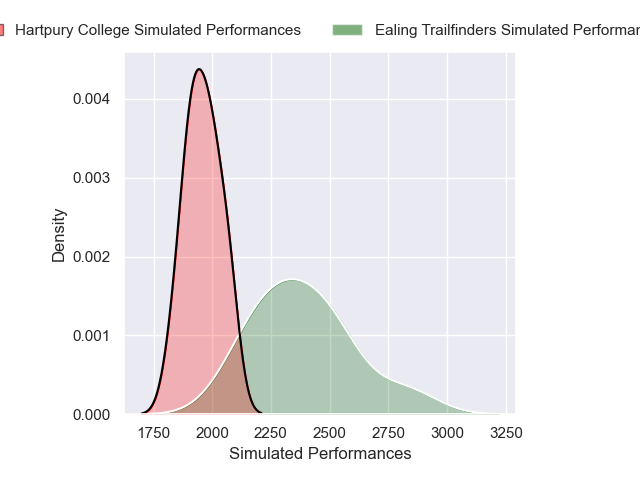 Hartpury College Simulated Performances Ealing Trailfinders Simulated
Density
0.004
0.003
0.002
0.001
0.000
1750 2000 2250 2500 2750 3000 3250
Simulated Performances